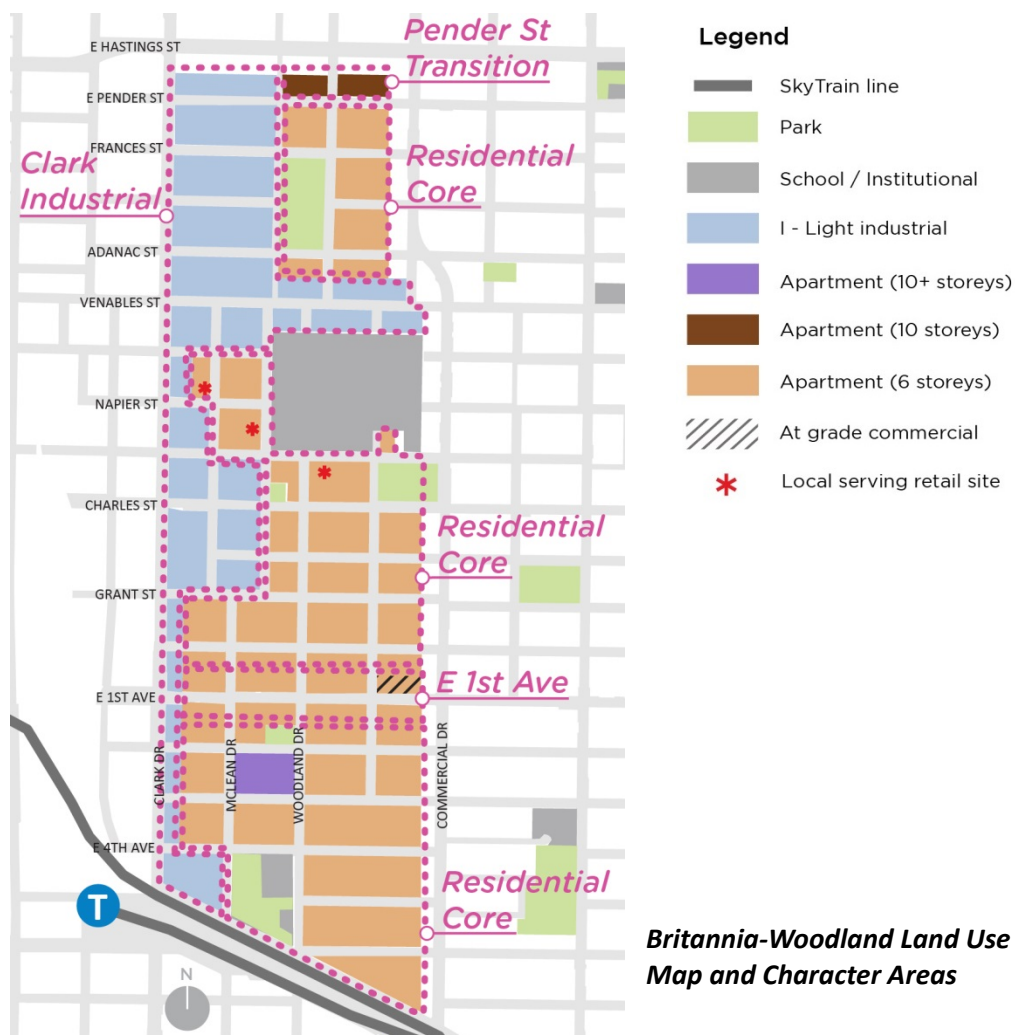 Pender St
Transition
E HASTINGS ST
E PENDER ST
FRANCES ST
Clark
Industrial
Residential
Core
ADANAC ST
VENABLES ST
NAPIER ST
CHARLES ST
Residential
Core
GRANT ST
E 1st Ave
E 1ST AVE
CLARK DR
MCLEAN DR
WOODLAND DR
COMMERCIAL DR
E 4TH AVE
Residential
Core
T
N
Legend
SkyTrain line
Park
School / Institutional
I - Light industrial
Apartment (10+ storeys)
Apartment (10 storeys)
Apartment (6 storeys)
At grade commercial
Local serving retail site
Britannia-Woodland Land Use
Map and Character Areas